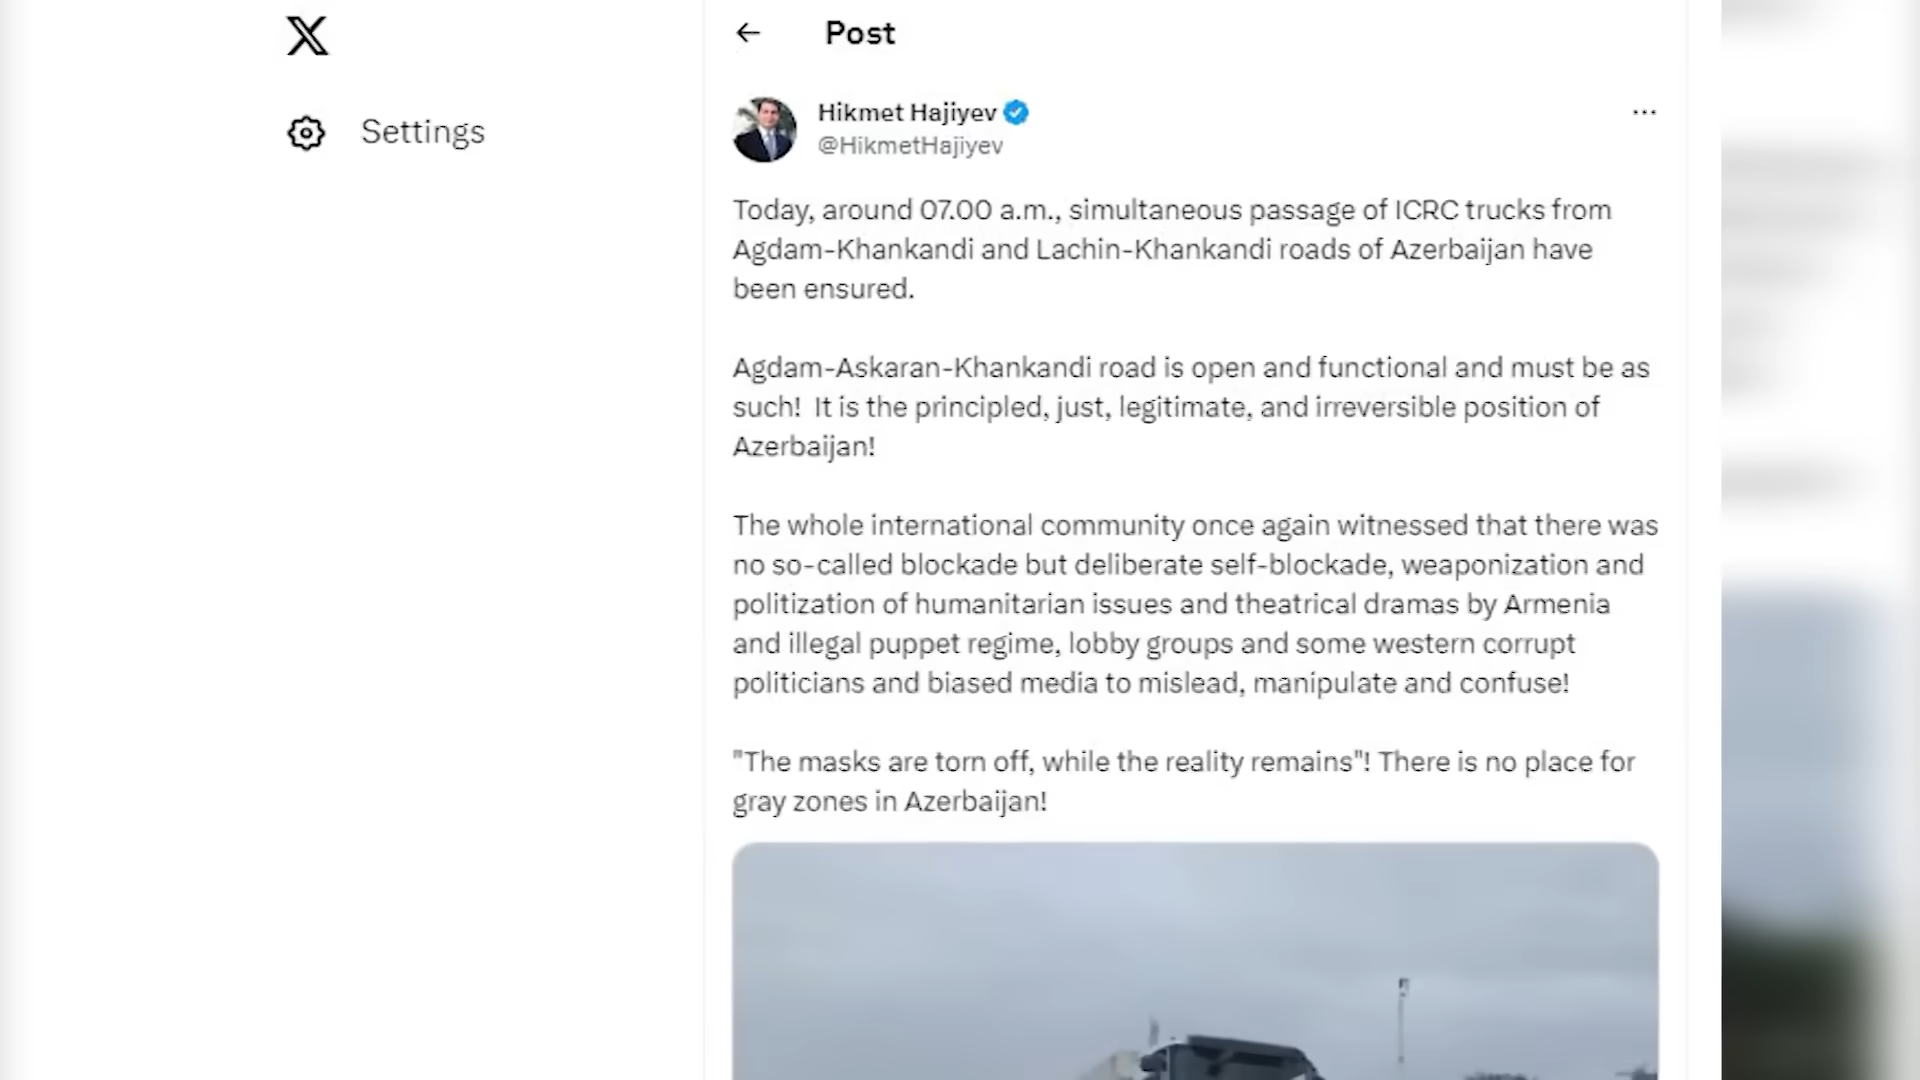 Post
Settings
Hikmet Hajiyev
@HikmetHajiyev
Today, around 07.00 a.m., simultaneous passage of ICRC trucks from
Agdam-Khankandi and Lachin-Khankandi roads of Azerbaijan have
been ensured.
Agdam-Askaran-Khankandi road is open and functional and must be as
such! It is the principled, just, legitimate, and irreversible position of
Azerbaijan!
The whole international community once again witnessed that there was
no so-called blockade but deliberate self-blockade, weaponization and
politization of humanitarian issues and theatrical dramas by Armenia
and illegal puppet regime, lobby groups and some western corrupt
politicians and biased media to mislead, manipulate and confuse!
"The masks are torn off, while the reality remains"! There is no place for
gray zones in Azerbaijan!